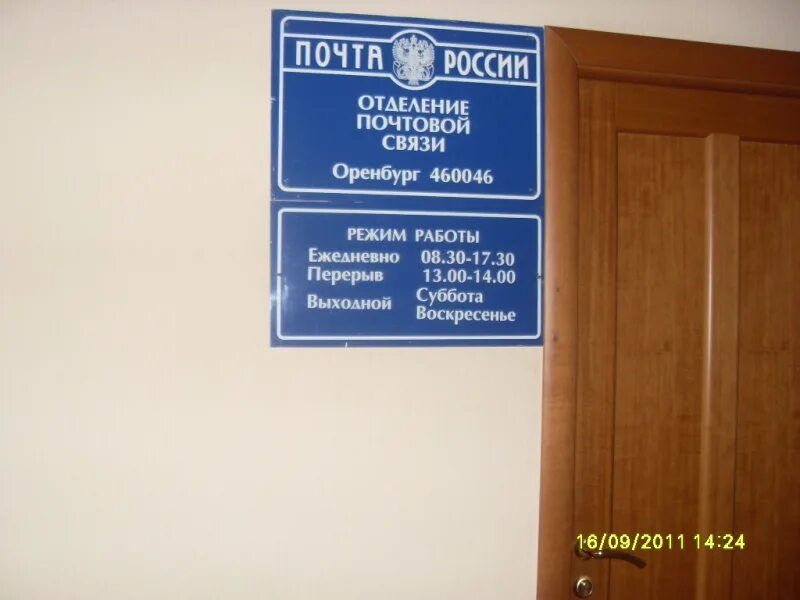 ПОЧТА РОССИИ
ОТДЕЛЕНИЕ
ПОЧТОВОЙ
СВЯЗИ
Оренбург 460046
РЕЖИМ РАБОТЫ
Ежедневно 08.30-17.30
Перерыв 13.00-14.00
Выходной Суббота
Воскресенье
16/09/2011 14:24